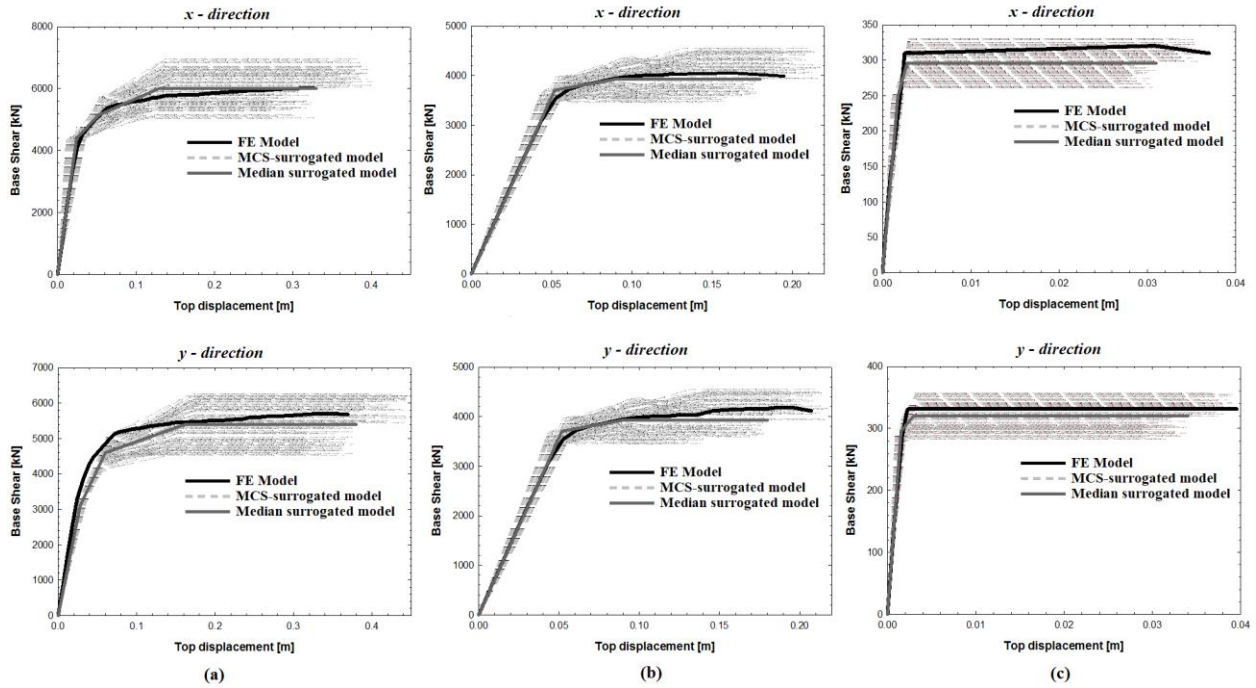 x - direction
8000
6000
4000
2000
0
Base Shear [kN]
FE Model
MCS-surrogated model
Median surrogated model
0.0 0.1 0.2 0.3 0.4
Top displacement [m]
x - direction
5000
4000
3000
2000
1000
0
Base Shear [kN]
FE Model
MCS-surrogated model
Median surrogated model
0.00 0.05 0.10 0.15 0.20
Top displacement [m]
x - direction
350
300
250
200
150
100
50
0
Base Shear [kN]
FE Model
MCS-surrogated model
Median surrogated model
0.00 0.01 0.02 0.03 0.04
Top displacement [m]
y - direction
7000
6000
5000
4000
3000
2000
1000
0
Base Shear [kN]
FE Model
MCS-surrogated model
Median surrogated model
0.0 0.1 0.2 0.3 0.4
Top displacement [m]
(a)
y - direction
5000
4000
3000
2000
1000
0
Base Shear [kN]
FE Model
MCS-surrogated model
Median surrogated model
0.00 0.05 0.10 0.15 0.20
Top displacement [m]
(b)
y - direction
400
300
200
100
0
Base Shear [kN]
FE Model
MCS-surrogated model
Median surrogated model
0.00 0.01 0.02 0.03 0.04
Top displacement [m]
(c)